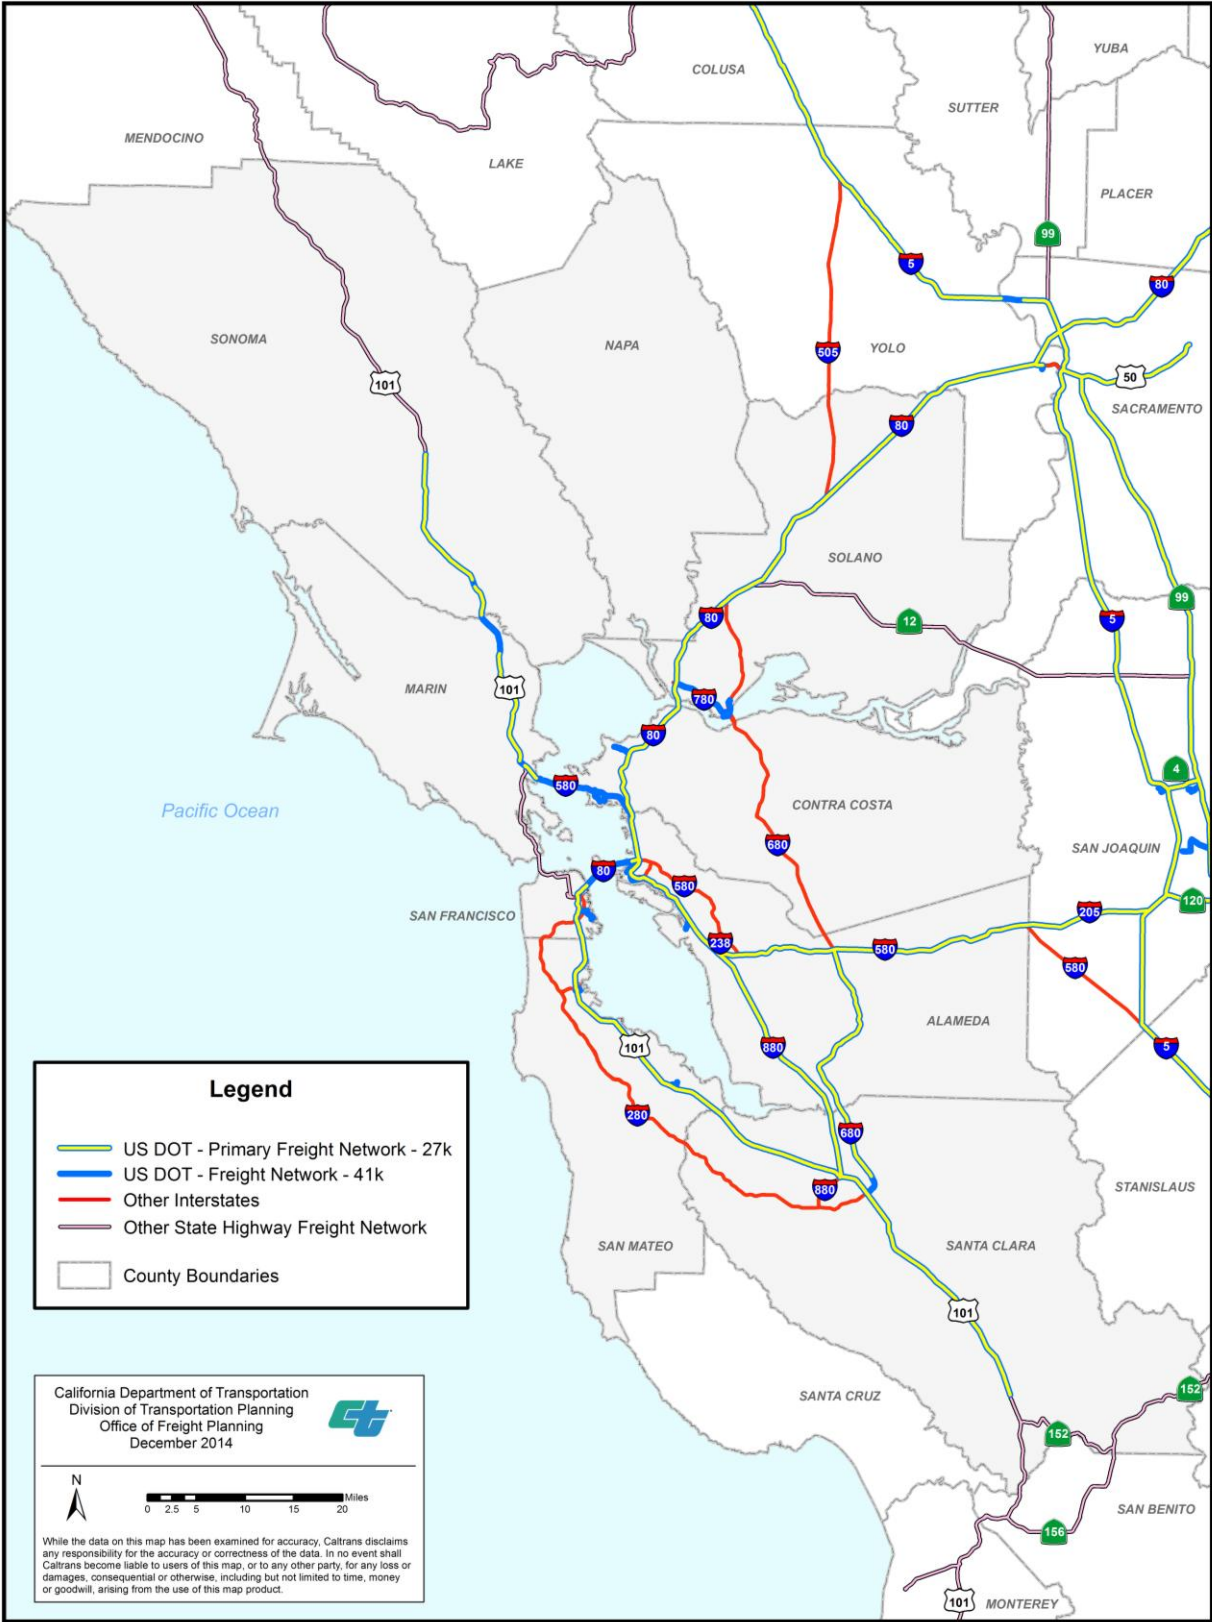 COLUSA
YUBA
SUTTER
MENDOCINO
LAKE
PLACER
99
5
80
SONOMA
NAPA
505
YOLO
101
50
SACRAMENTO
80
SOLANO
99
80
12
5
MARIN
101
780
80
4
580
Pacific Ocean
CONTRA COSTA
680
SAN JOAQUIN
80
580
120
SAN FRANCISCO
205
238
580
580
ALAMEDA
101
880
5
Legend
US DOT - Primary Freight Network - 27k
US DOT - Freight Network - 41k
Other Interstates
Other State Highway Freight Network
County Boundaries
280
680
880
STANISLAUS
SAN MATEO
SANTA CLARA
101
SANTA CRUZ
152
152
SAN BENITO
156
101
MONTEREY
California Department of Transportation
Division of Transportation Planning
Office of Freight Planning
December 2014
ct
N
Miles
0 2.5 5 10 15 20
While the data on this map has been examined for accuracy, Caltrans disclaims
any responsibility for the accuracy or correctness of the data. In no event shall
Caltrans become liable to users of this map, or to any other party, for any loss or
damages, consequential or otherwise, including but not limited to time, money
or goodwill, arising from the use of this map product.